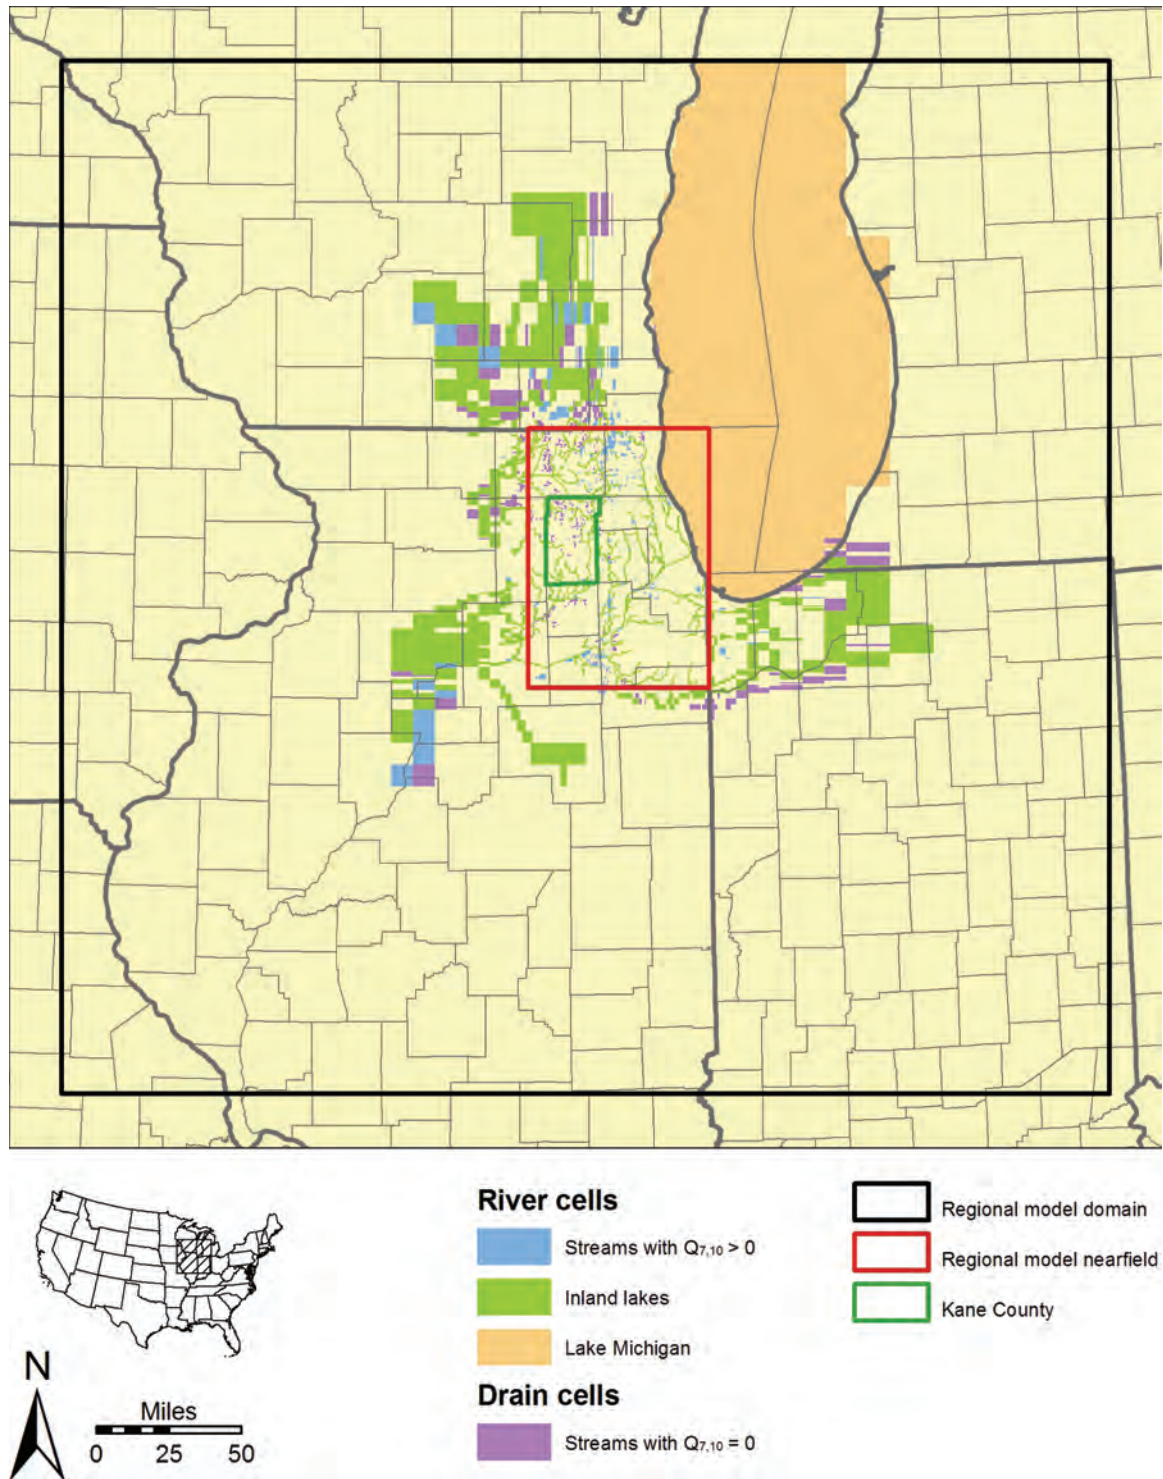 River cells
Streams with Q7,10 > 0
Inland lakes
Lake Michigan
Drain cells
Streams with Q7,10 = 0
Regional model domain
Regional model nearfield
Kane County
N
Miles
0 25 50